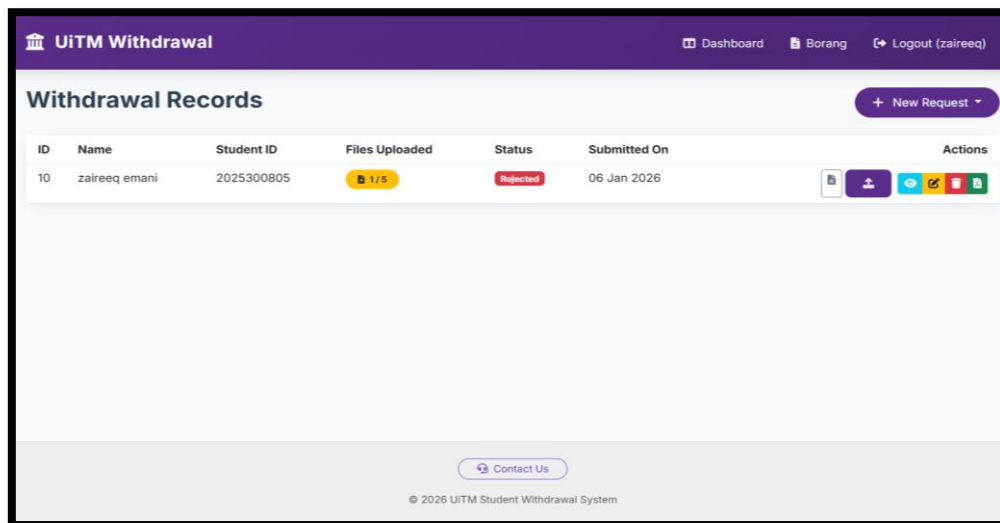 UiTM Withdrawal Dashboard Borang Logout (zaireeq)
Withdrawal Records + New Request
ID Name Student ID Files Uploaded Status Submitted On Actions
10 zaireeq emani 2025300805 1/5 Rejected 06 Jan 2026
Contact Us
© 2026 UiTM Student Withdrawal System